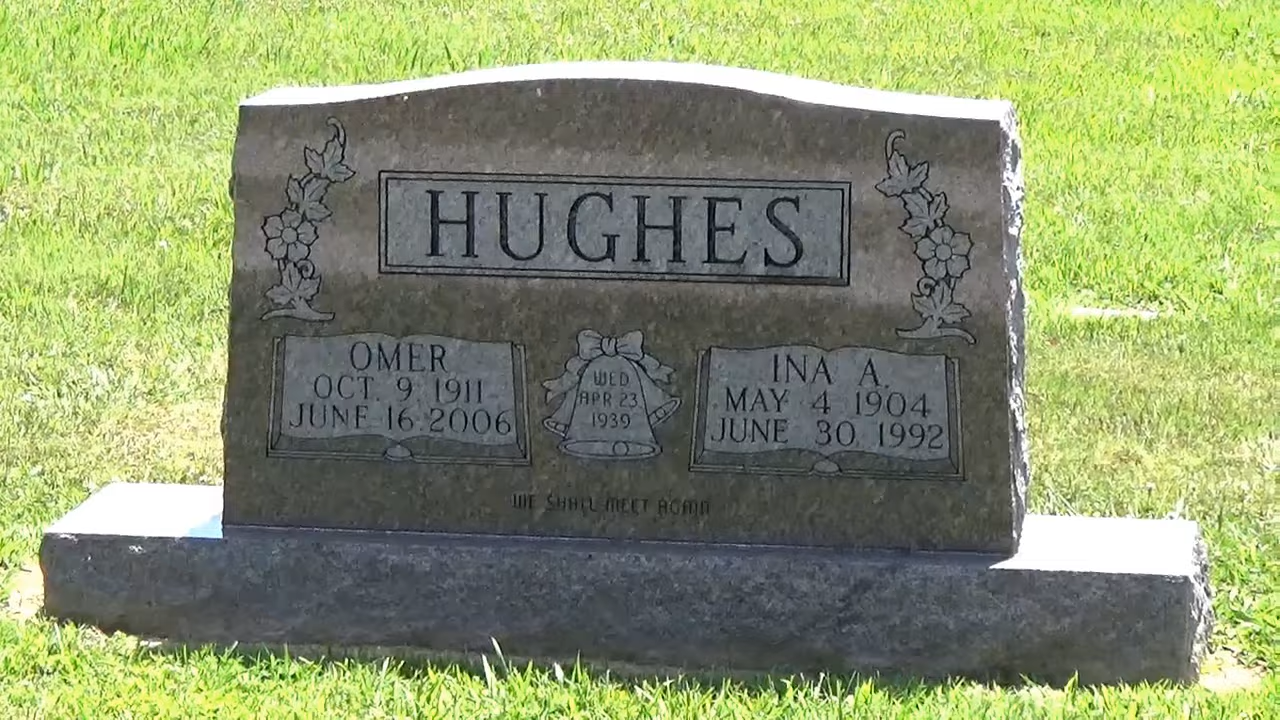 HUGHES
OMER
OCT. 9 1911
JUNE 16 2006
WED
APR 23
1939
INA A.
MAY 4 1904
JUNE 30 1992
WE SHALL MEET AGAIN